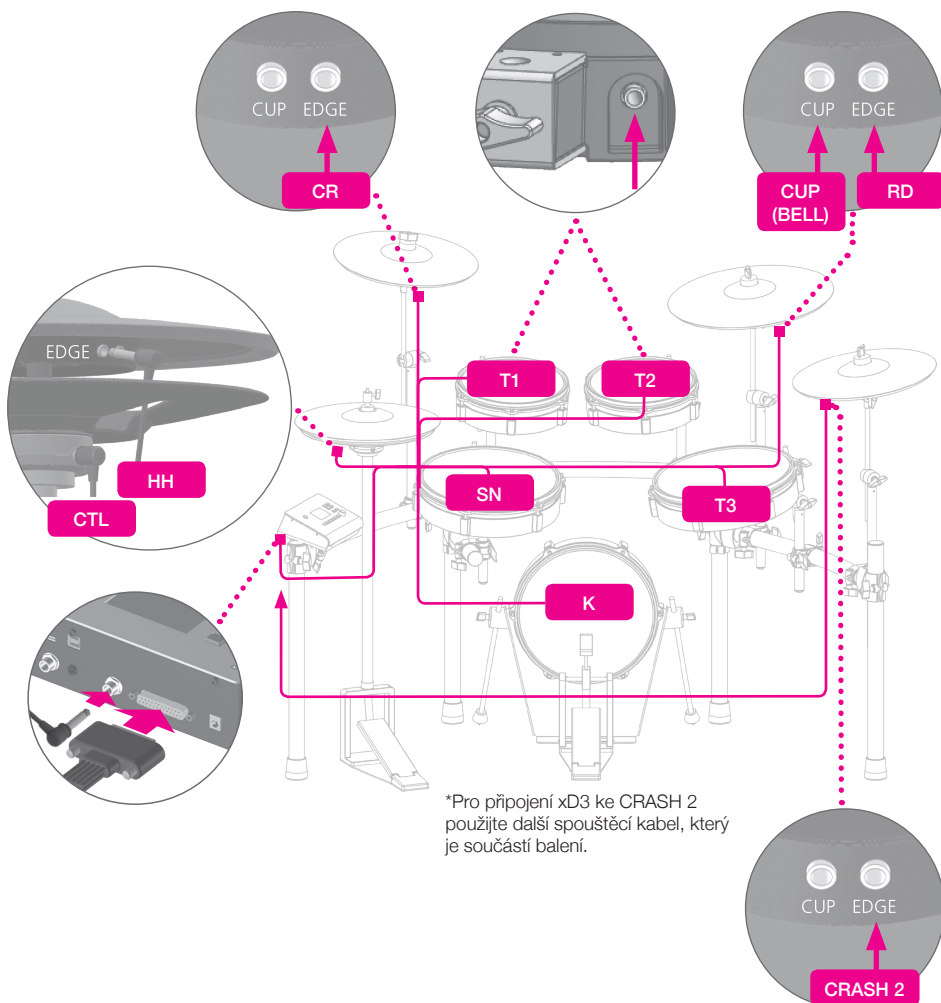 CUP EDGE
CR
CUP EDGE
CUP
(BELL)
RD
EDGE
HH
CTL
T1
T2
SN
T3
K
*Pro připojení xD3 ke CRASH 2
použijte další spouštěcí kabel, který
je součástí balení.
CUP EDGE
CRASH 2